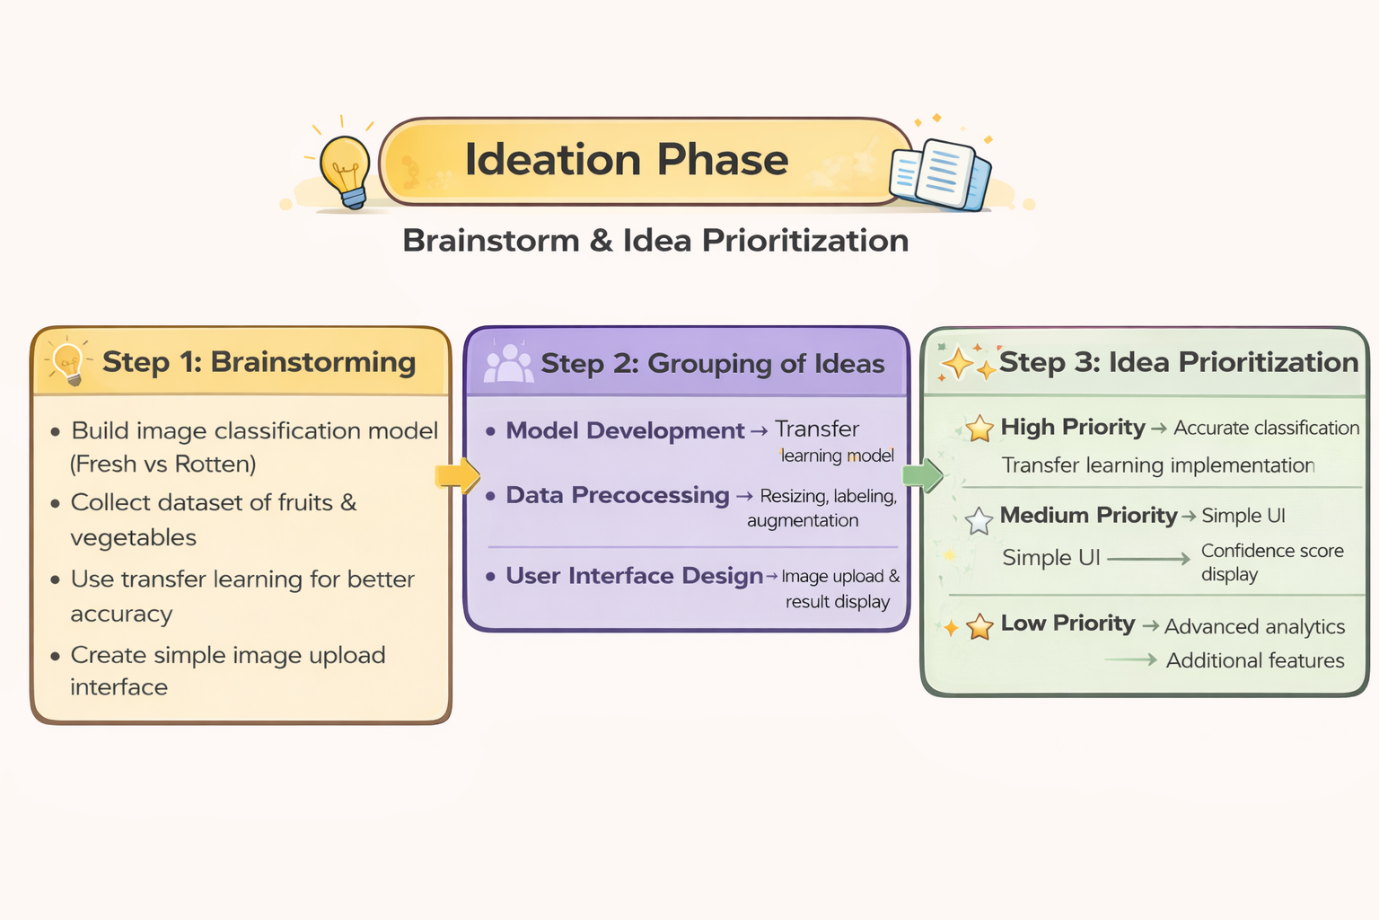 Ideation Phase
Brainstorm & Idea Prioritization
Step 1: Brainstorming
• Build image classification model
(Fresh vs Rotten)
• Collect dataset of fruits &
vegetables
• Use transfer learning for better
accuracy
• Create simple image upload
interface
Step 2: Grouping of Ideas
• Model Development → Transfer
learning model
• Data Precocessing → Resizing, labeling,
augmentation
• User Interface Design → Image upload &
result display
Step 3: Idea Prioritization
High Priority → Accurate classification
Transfer learning implementation
Medium Priority → Simple UI
Simple UI → Confidence score
display
Low Priority → Advanced analytics
→ Additional features